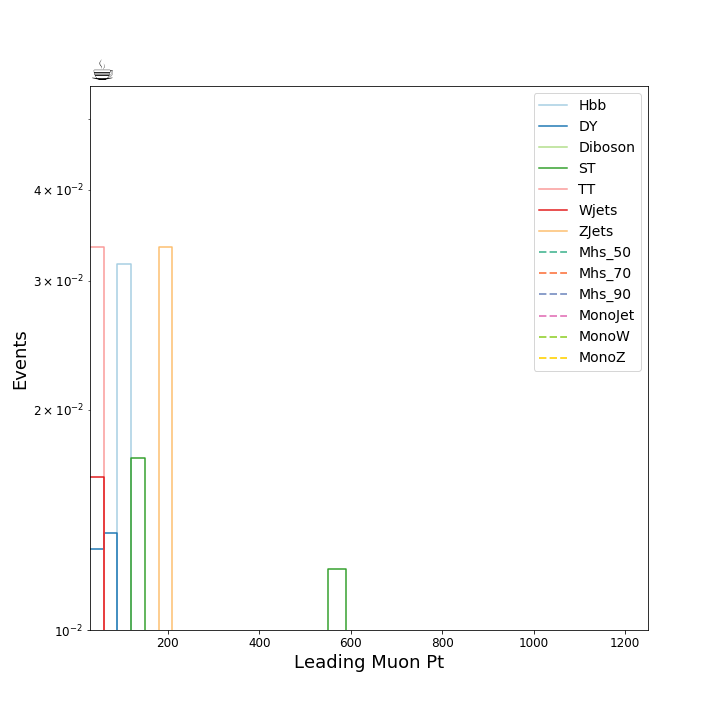 Hbb
DY
Diboson
ST
TT
Wjets
ZJets
Mhs_50
Mhs_70
Mhs_90
MonoJet
MonoW
MonoZ
4 × 10⁻²
3 × 10⁻²
2 × 10⁻²
10⁻²
Events
200 400 600 800 1000 1200
Leading Muon Pt